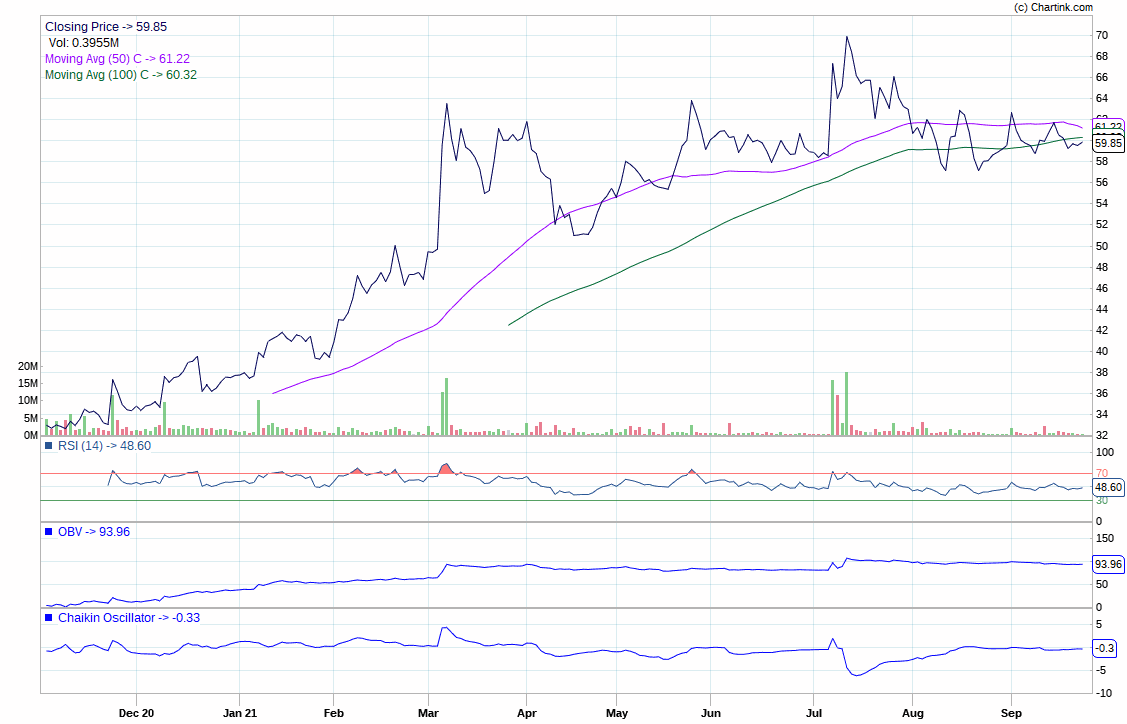 (c) Chartink.com
Closing Price -> 59.85
Vol: 0.3955M
Moving Avg (50) C -> 61.22
Moving Avg (100) C -> 60.32
70
68
66
64
62
61.22
59.85
58
56
54
52
50
48
46
44
42
40
38
36
34
32
20M
15M
10M
5M
0M
RSI (14) -> 48.60
100
70
48.60
30
0
OBV -> 93.96
150
93.96
50
0
Chaikin Oscillator -> -0.33
5
-0.3
-5
-10
Dec 20 Jan 21 Feb Mar Apr May Jun Jul Aug Sep